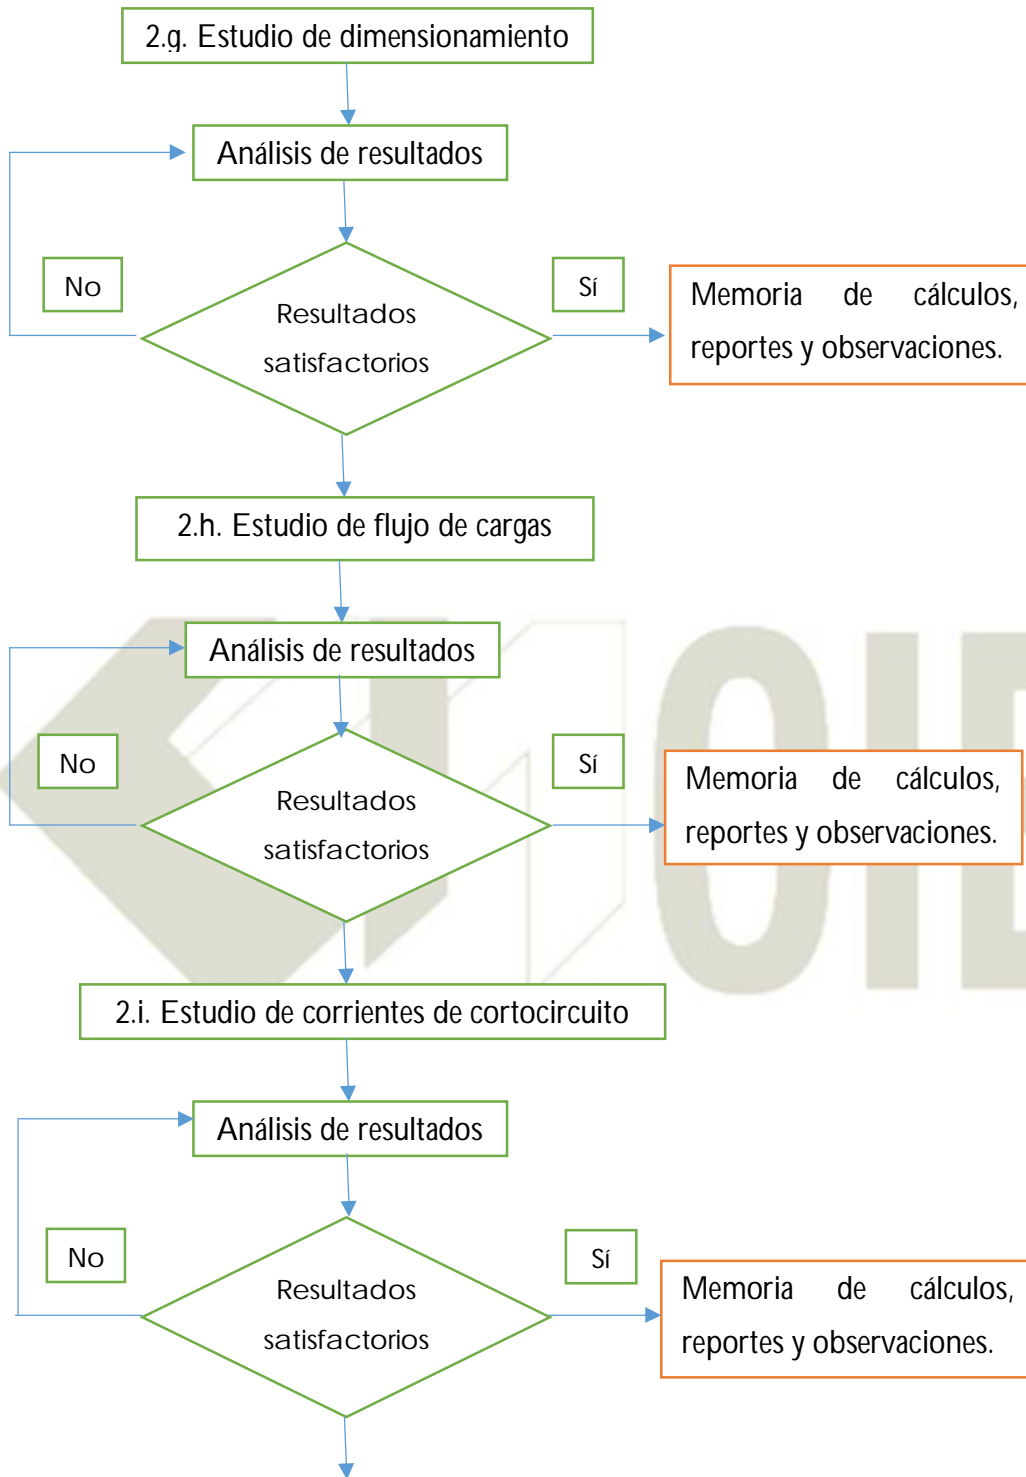 2.g. Estudio de dimensionamiento
Análisis de resultados
No
Sí
Resultados
satisfactorios
Memoria de cálculos,
reportes y observaciones.
2.h. Estudio de flujo de cargas
Análisis de resultados
No
Sí
Resultados
satisfactorios
Memoria de cálculos,
reportes y observaciones.
2.i. Estudio de corrientes de cortocircuito
Análisis de resultados
No
Sí
Resultados
satisfactorios
Memoria de cálculos,
reportes y observaciones.